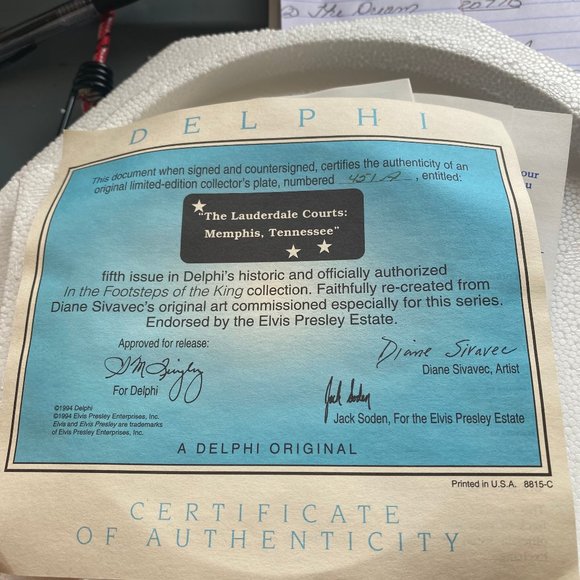 The Dream
DELPHI
This document when signed and countersigned, certifies the authenticity of an
original limited-edition collector's plate, numbered , entitled:
our
u
"The Lauderdale Courts:
Memphis, Tennessee"
fifth issue in Delphi's historic and officially authorized
In the Footsteps of the King collection. Faithfully re-created from
Diane Sivavec's original art commissioned especially for this series.
Endorsed by the Elvis Presley Estate.
Approved for release:
For Delphi
Diane Sivavec
Diane Sivavec, Artist
Jack Soden
Jack Soden, For the Elvis Presley Estate
©1994 Delphi
©1994 Elvis Presley Enterprises, Inc.
Elvis and Elvis Presley are trademarks
of Elvis Presley Enterprises, Inc.
A DELPHI ORIGINAL
Printed in U.S.A. 8815-C
CERTIFICATE
OF AUTHENTICITY